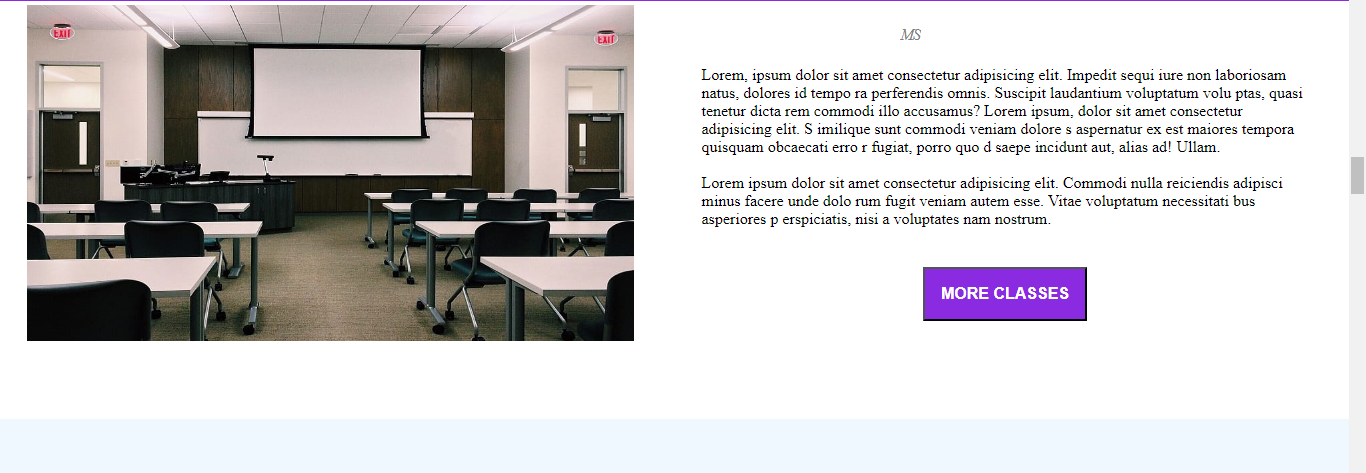 EXIT
EXIT
MS
Lorem, ipsum dolor sit amet consectetur adipisicing elit. Impedit sequi iure non laboriosam
natus, dolores id tempo ra perferendis omnis. Suscipit laudantium voluptatum volu ptas, quasi
tenetur dicta rem commodi illo accusamus? Lorem ipsum, dolor sit amet consectetur
adipisicing elit. S imilique sunt commodi veniam dolore s aspernatur ex est maiores tempora
quisquam obcaecati erro r fugiat, porro quo d saepe incidunt aut, alias ad! Ullam.
Lorem ipsum dolor sit amet consectetur adipisicing elit. Commodi nulla reiciendis adipisci
minus facere unde dolo rum fugit veniam autem esse. Vitae voluptatum necessitati bus
asperiores p erspiciatis, nisi a voluptates nam nostrum.
MORE CLASSES